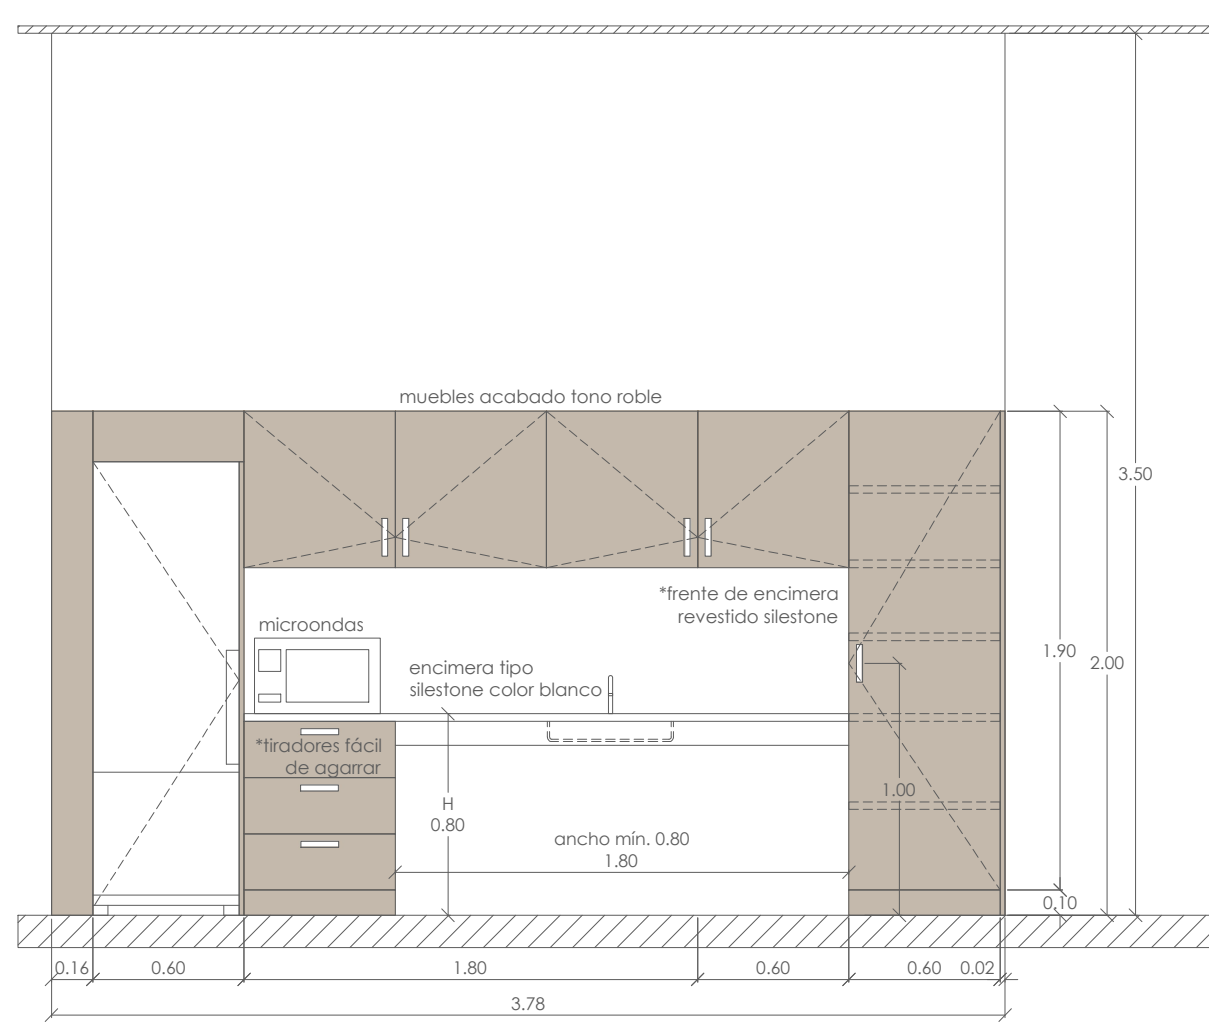 muebles acabado tono roble
3.50
*frente de encimera
revestido silestone
microondas
1.90
2.00
encimera tipo
silestone color blanco
*tiradores fácil
de agarrar
1.00
H
0.80
ancho mín. 0.80
1.80
0.10
0.16
0.60
1.80
0.60
0.60
0.02
3.78